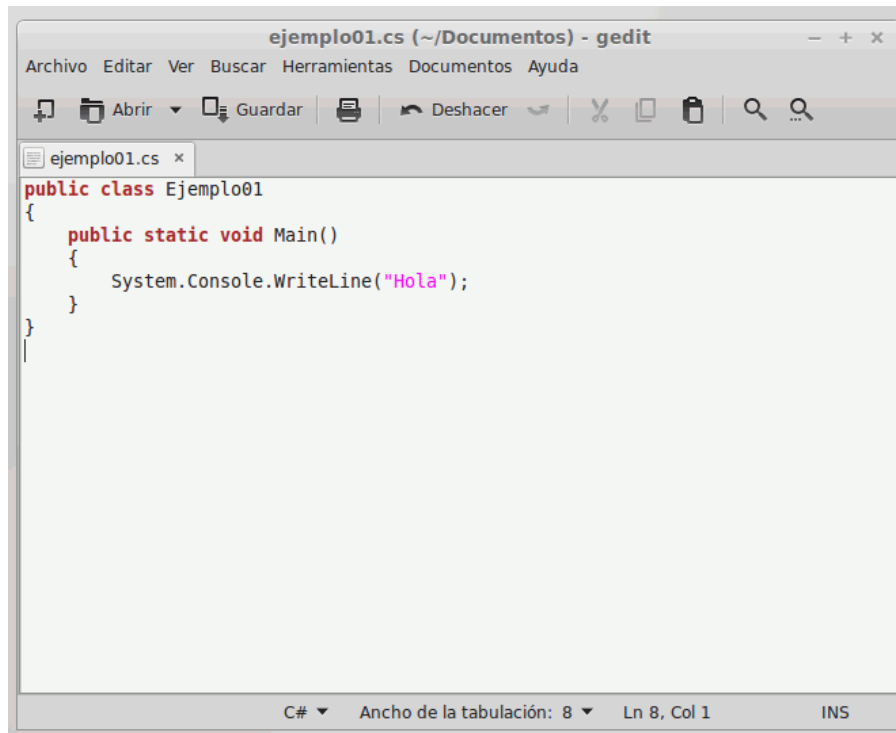 ejemplo01.cs (~/Documentos) - gedit
Archivo Editar Ver Buscar Herramientas Documentos Ayuda
Abrir Guardar Deshacer
ejemplo01.cs
public class Ejemplo01
{
    public static void Main()
    {
        System.Console.WriteLine("Hola");
    }
}
C# Ancho de la tabulación: 8 Ln 8, Col 1 INS